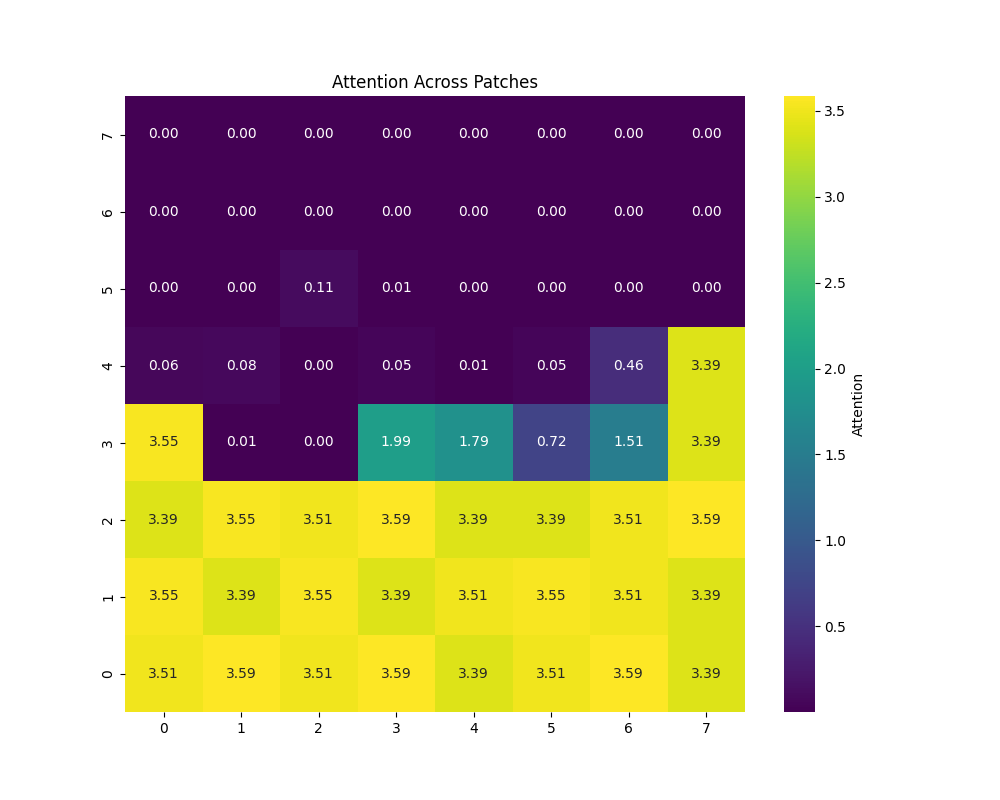 Attention Across Patches
7 0.00 0.00 0.00 0.00 0.00 0.00 0.00 0.00
6 0.00 0.00 0.00 0.00 0.00 0.00 0.00 0.00
5 0.00 0.00 0.11 0.01 0.00 0.00 0.00 0.00
4 0.06 0.08 0.00 0.05 0.01 0.05 0.46 3.39
3 3.55 0.01 0.00 1.99 1.79 0.72 1.51 3.39
2 3.39 3.55 3.51 3.59 3.39 3.39 3.51 3.59
1 3.55 3.39 3.55 3.39 3.51 3.55 3.51 3.39
0 3.51 3.59 3.51 3.59 3.39 3.51 3.59 3.39
0 1 2 3 4 5 6 7
3.5
3.0
2.5
2.0
1.5
1.0
0.5
Attention